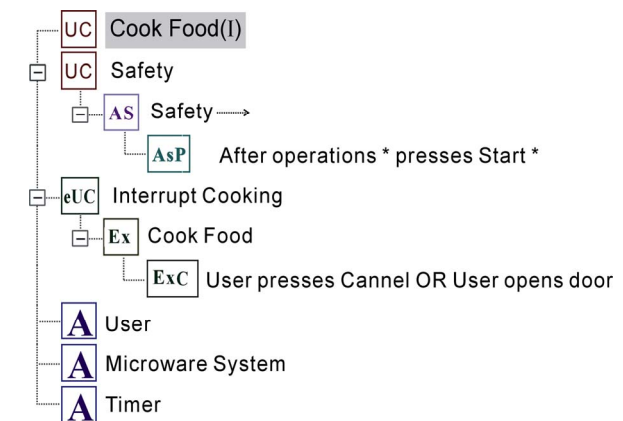 UC Cook Food(I)
UC Safety
AS Safety
AsP After operations * presses Start *
eUC Interrupt Cooking
Ex Cook Food
ExC User presses Cannel OR User opens door
A User
A Microware System
A Timer